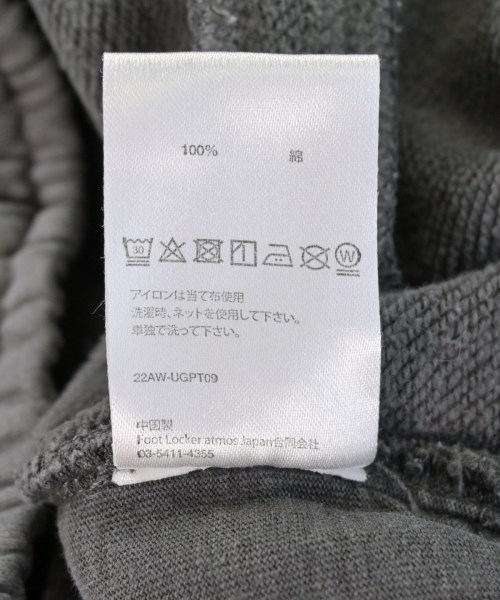 100% 綿
30 W
アイロンは当て布使用
洗濯時、ネットを使用して下さい。
単独で洗って下さい。
22AW-UGPT09
中国製
Foot Locker atmos Japan合同会社
03-5411-4355